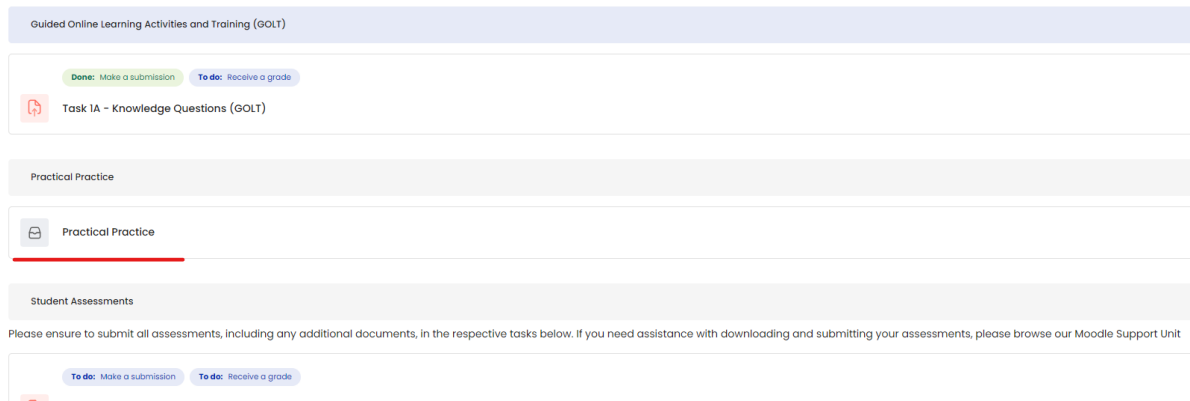 Guided Online Learning Activities and Training (GOLT)
Done: Make a submission To do: Receive a grade
Task 1A - Knowledge Questions (GOLT)
Practical Practice
Practical Practice
Student Assessments
Please ensure to submit all assessments, including any additional documents, in the respective tasks below. If you need assistance with downloading and submitting your assessments, please browse our Moodle Support Unit
To do: Make a submission To do: Receive a grade